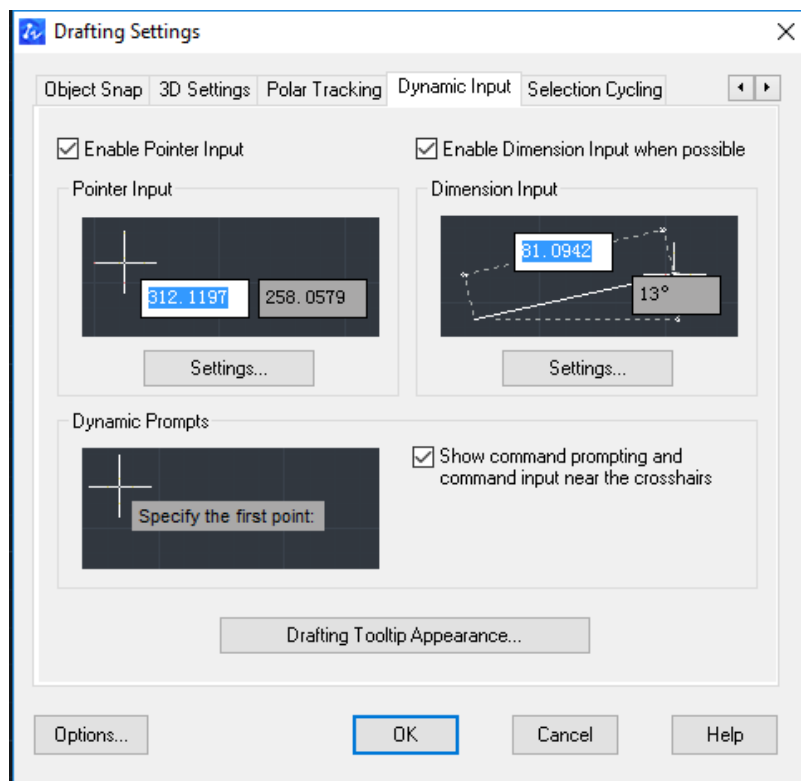 Drafting Settings
Object Snap 3D Settings Polar Tracking Dynamic Input Selection Cycling
Enable Pointer Input
Enable Dimension Input when possible
Pointer Input
Dimension Input
312.1197 258.0579
81.0942
13°
Settings...
Settings...
Dynamic Prompts
Specify the first point:
Show command prompting and
command input near the crosshairs
Drafting Tooltip Appearance...
Options...
OK
Cancel
Help